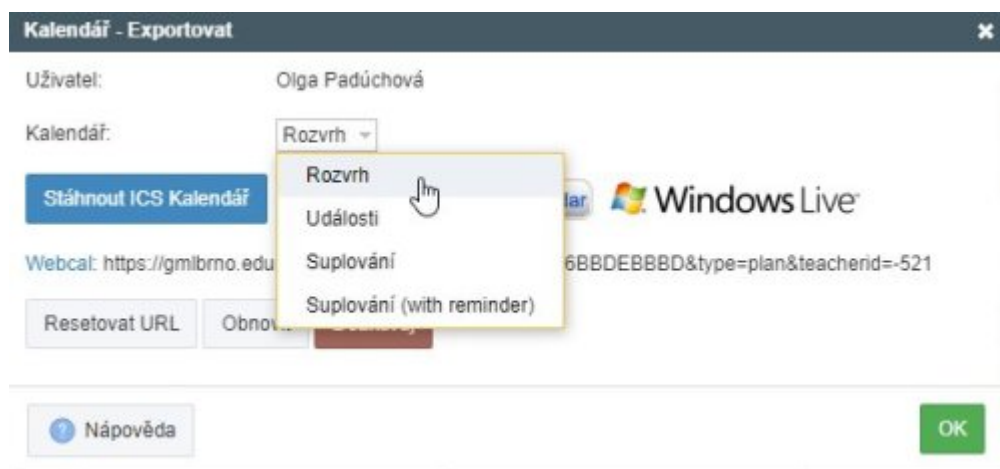 Kalendář - Exportovat
Uživatel: Olga Padúchová
Kalendář: Rozvrh
Rozvrh
Stáhnout ICS Kalendář Windows Live
Události
Webcal: https://gmlbrno.edu 6BBDEBBBD&type=plan&teacherid=-521
Suplování
Suplování (with reminder)
Resetovat URL
Nápověda OK